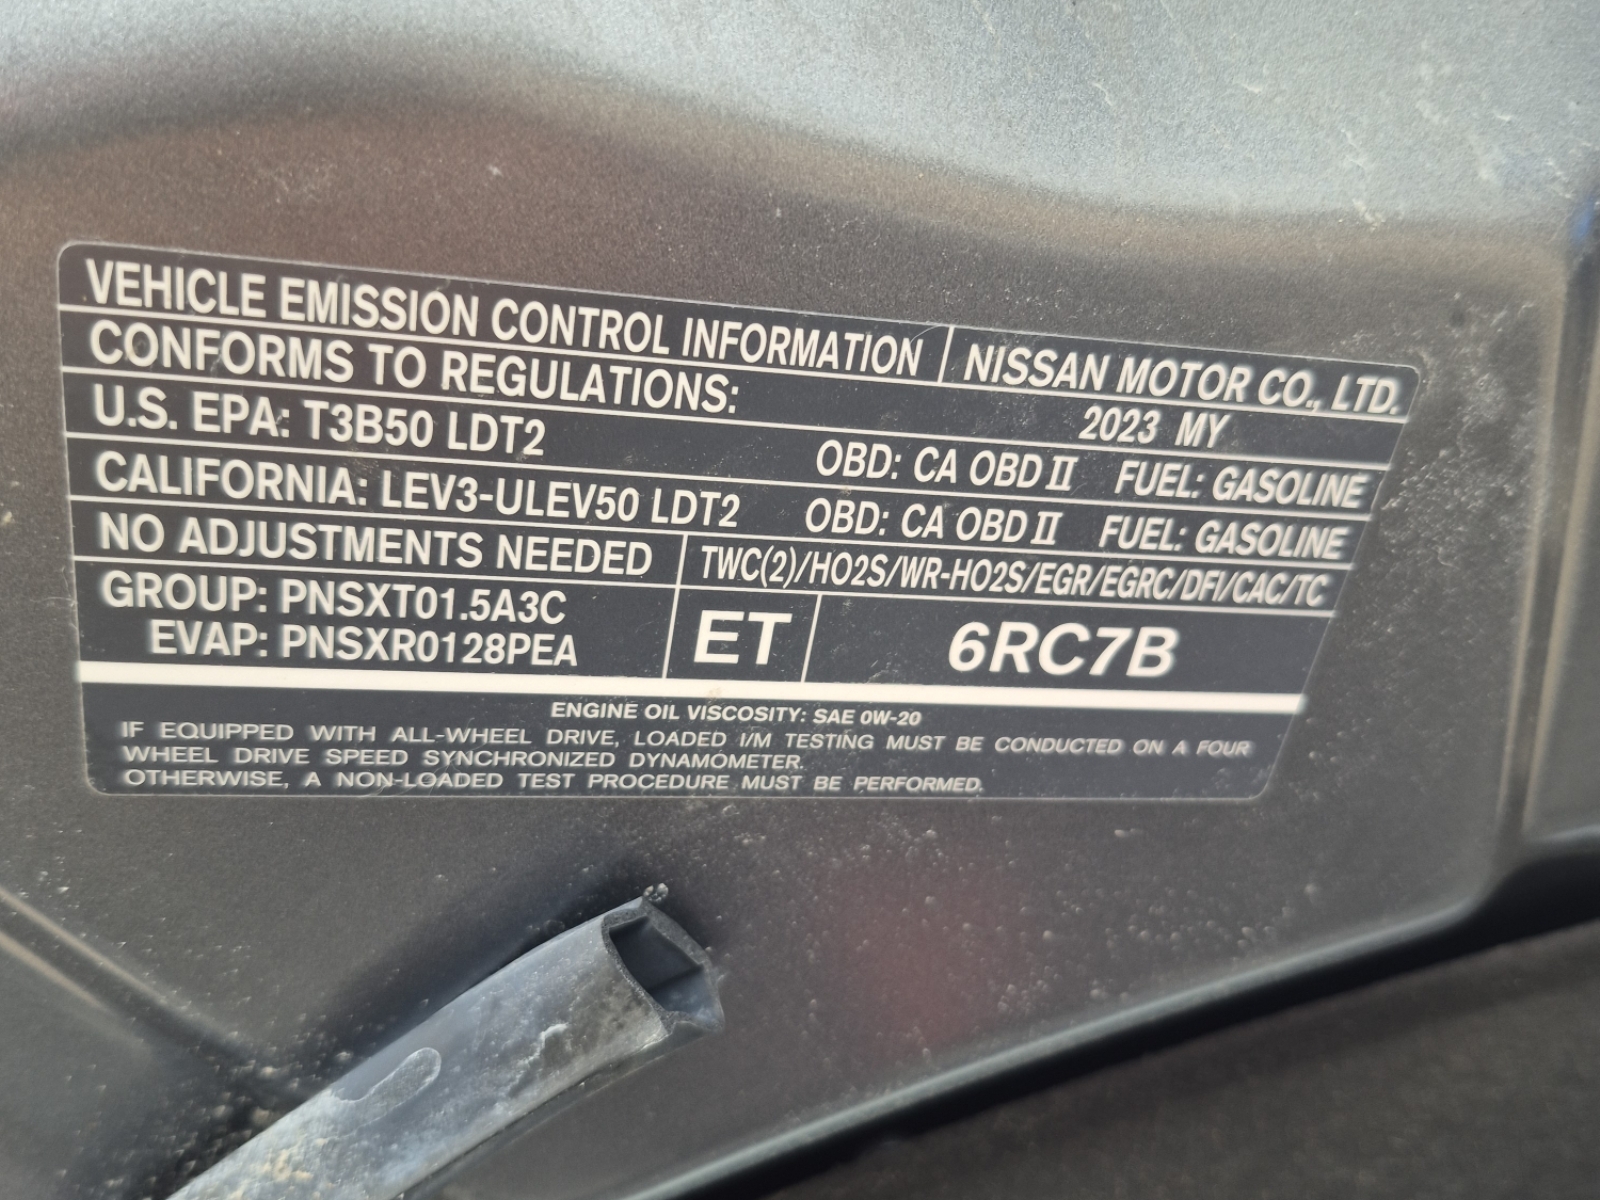 VEHICLE EMISSION CONTROL INFORMATION NISSAN MOTOR CO., LTD.
CONFORMS TO REGULATIONS: 2023 MY
U.S. EPA: T3B50 LDT2 OBD: CA OBD II FUEL: GASOLINE
CALIFORNIA: LEV3-ULEV50 LDT2 OBD: CA OBD II FUEL: GASOLINE
NO ADJUSTMENTS NEEDED TWC(2)/HO2S/WR-HO2S/EGR/EGRC/DFI/CAC/TC
GROUP: PNSXT01.5A3C
EVAP: PNSXR0128PEA
ET 6RC7B
ENGINE OIL VISCOSITY: SAE 0W-20
IF EQUIPPED WITH ALL-WHEEL DRIVE, LOADED I/M TESTING MUST BE CONDUCTED ON A FOUR
WHEEL DRIVE SPEED SYNCHRONIZED DYNAMOMETER.
OTHERWISE, A NON-LOADED TEST PROCEDURE MUST BE PERFORMED.